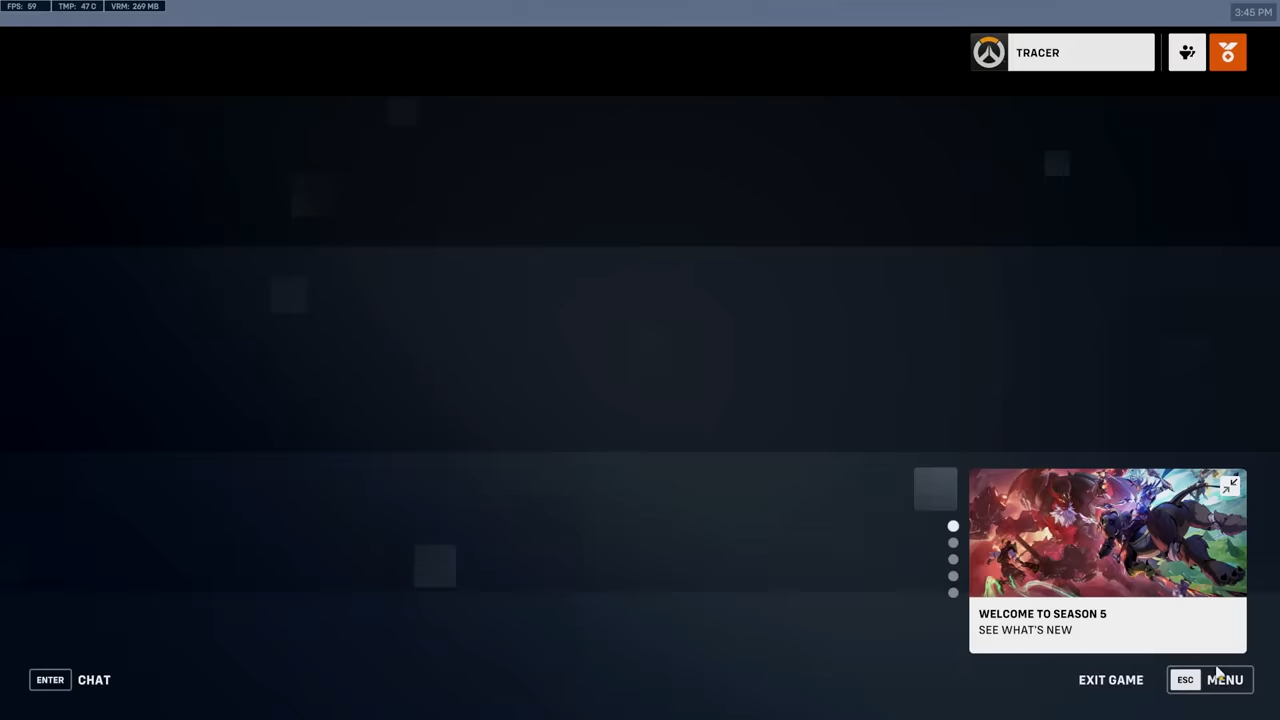 FPS: 59 TMP: 47 C VRM: 269 MB
3:45 PM
TRACER
WELCOME TO SEASON 5
SEE WHAT'S NEW
ENTER CHAT
EXIT GAME
ESC MENU